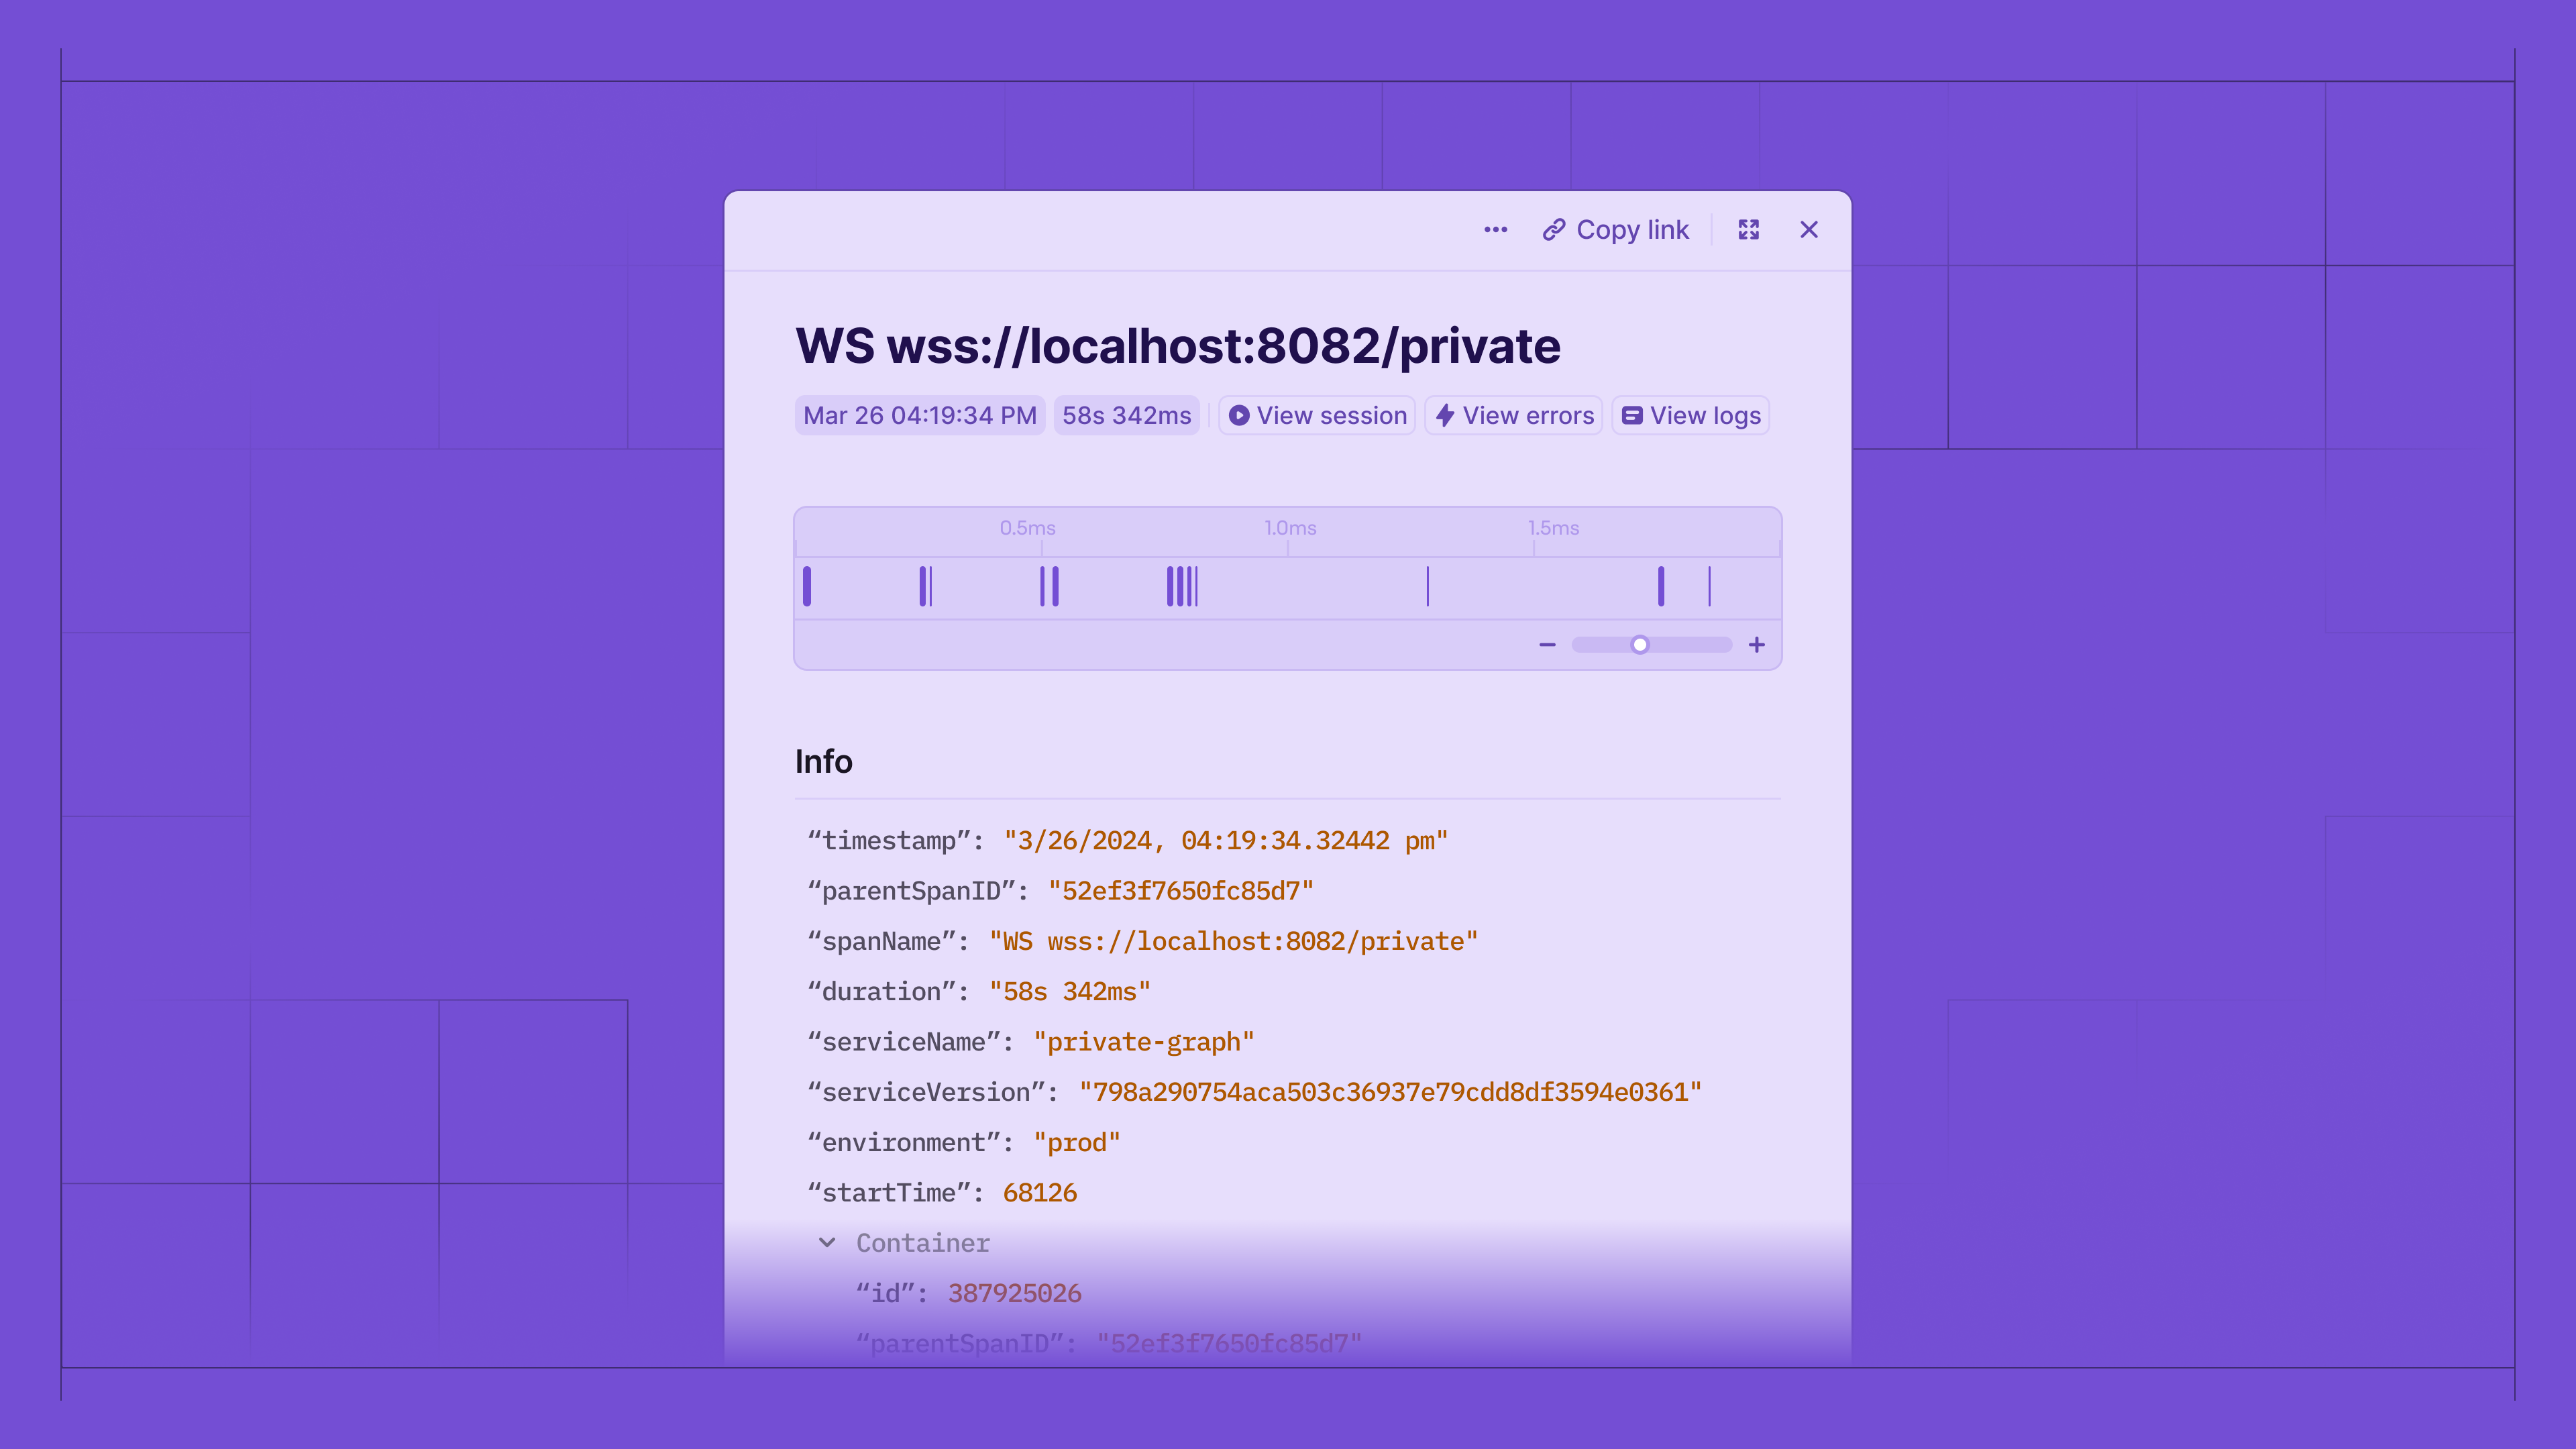 Copy link
WS wss://localhost:8082/private
Mar 26 04:19:34 PM 58s 342ms View session View errors View logs
0.5ms 1.0ms 1.5ms
Info
“timestamp”: "3/26/2024, 04:19:34.32442 pm"
“parentSpanID”: "52ef3f7650fc85d7"
“spanName”: "WS wss://localhost:8082/private"
“duration”: "58s 342ms"
“serviceName”: "private-graph"
“serviceVersion”: "798a290754aca503c36937e79cdd8df3594e0361"
“environment”: "prod"
“startTime”: 68126
Container
“id”: 387925026
“parentSpanID”: "52ef3f7650fc85d7"